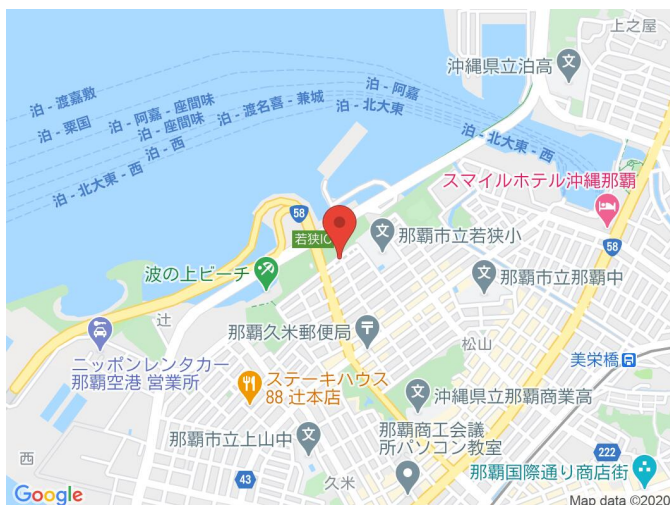 上之屋
沖縄県立泊高
泊 - 渡嘉敷
泊 - 粟国
泊 - 阿嘉 - 座間味
泊 - 座間味
泊 - 渡名喜 - 兼城
泊 - 阿嘉
泊 - 北大東
泊 - 北大東 - 西
泊 - 西
泊 - 北大東 - 西
スマイルホテル沖縄那覇
58
若狭IC
那覇市立若狭小
58
波の上ビーチ
那覇市立那覇中
辻
那覇久米郵便局
松山
ニッポンレンタカー
那覇空港 営業所
美栄橋
ステーキハウス
88 辻本店
沖縄県立那覇商業高
那覇市立上山中
那覇商工会議
所パソコン教室
西
43
久米
222
那覇国際通り商店街
Google
Map data ©2020